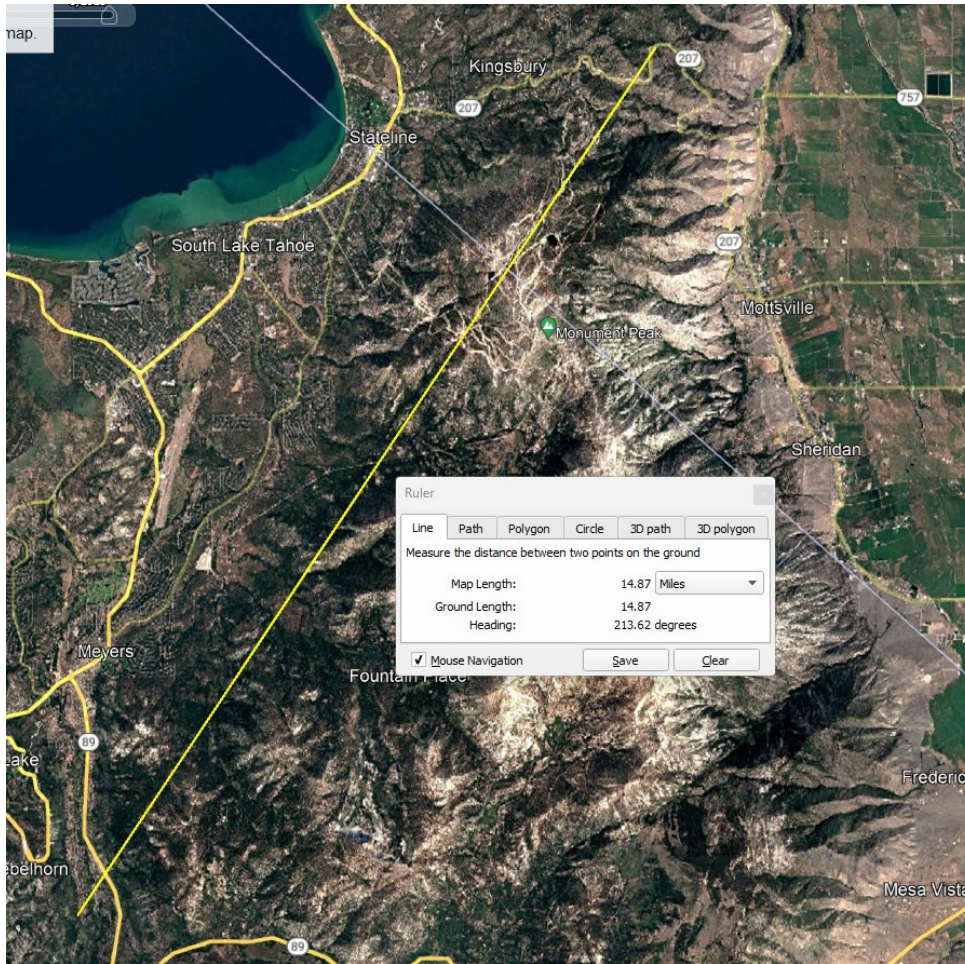 map.
Kingsbury
207
207
757
Stateline
South Lake Tahoe
207
Mottsville
Monument Peak
Sheridan
Ruler
Line Path Polygon Circle 3D path 3D polygon
Measure the distance between two points on the ground
Map Length: 14.87 Miles
Ground Length: 14.87
Heading: 213.62 degrees
Mouse Navigation Save Clear
Meyers
Fountain Place
89
Lake
Frederic
ebelhorn
Mesa Vista
89